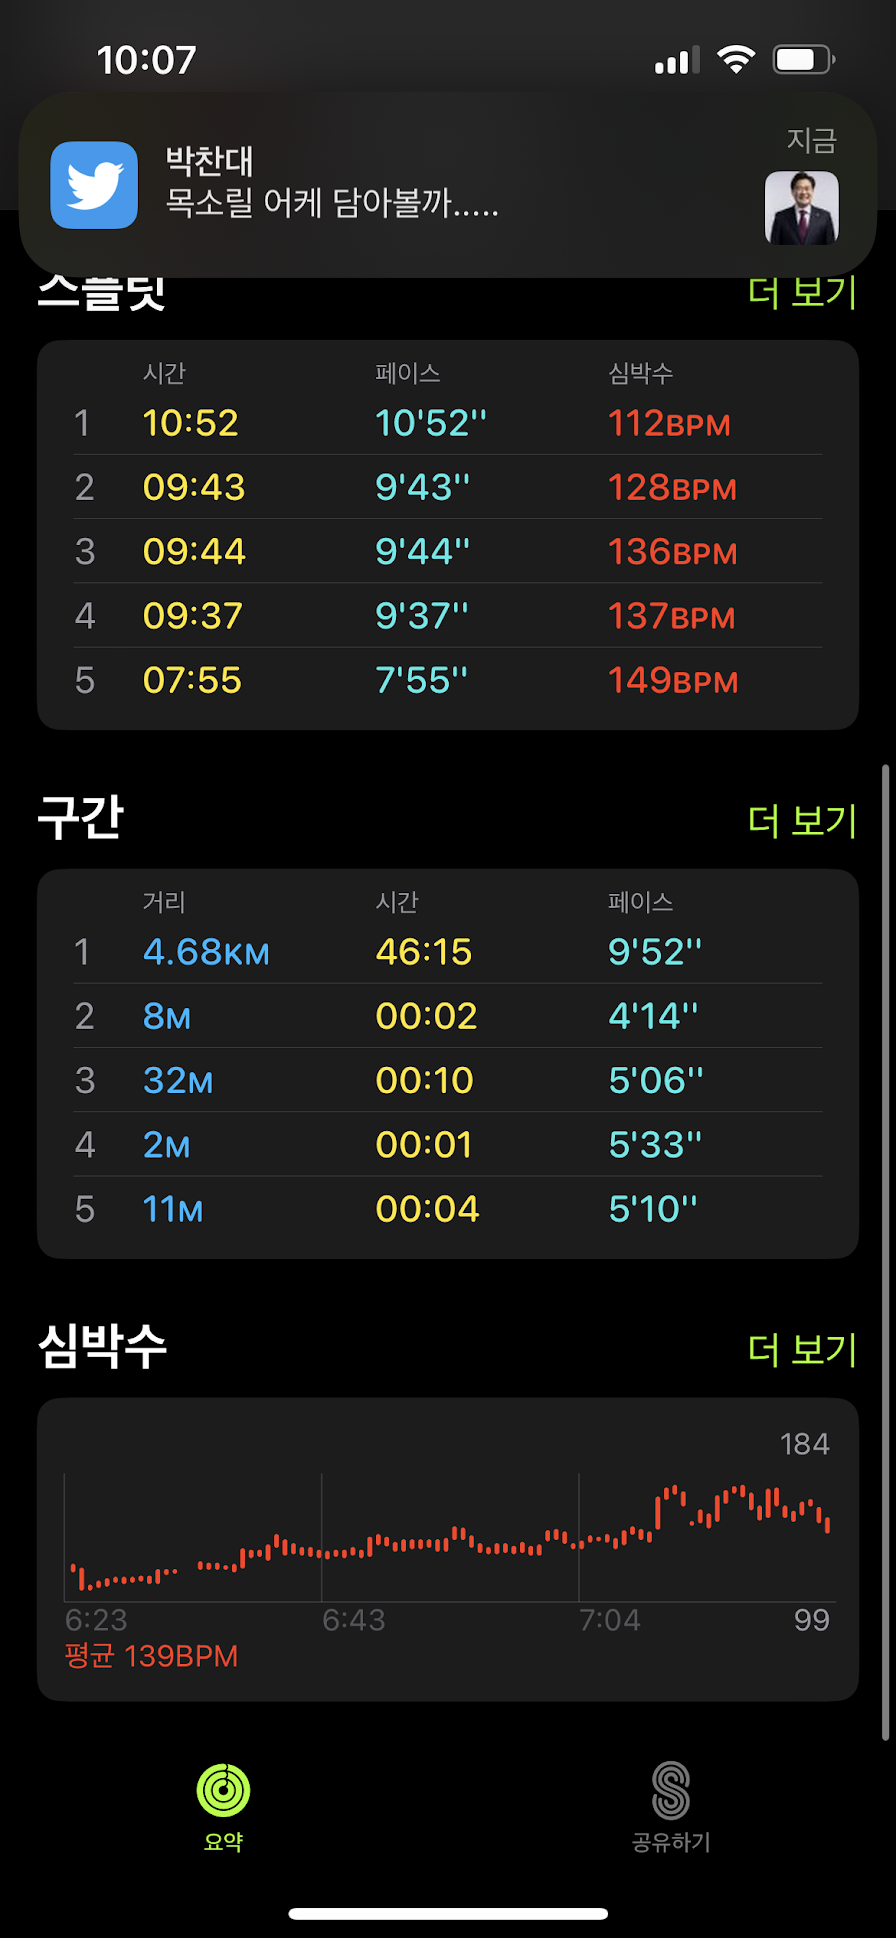 10:07
박찬대
지금
목소릴 어케 담아볼까.....
스플릿
더 보기
시간 페이스 심박수
1 10:52 10'52'' 112BPM
2 09:43 9'43'' 128BPM
3 09:44 9'44'' 136BPM
4 09:37 9'37'' 137BPM
5 07:55 7'55'' 149BPM
구간
더 보기
거리 시간 페이스
1 4.68KM 46:15 9'52''
2 8M 00:02 4'14''
3 32M 00:10 5'06''
4 2M 00:01 5'33''
5 11M 00:04 5'10''
심박수
더 보기
184
6:23 6:43 7:04 99
평균 139BPM
요약
공유하기